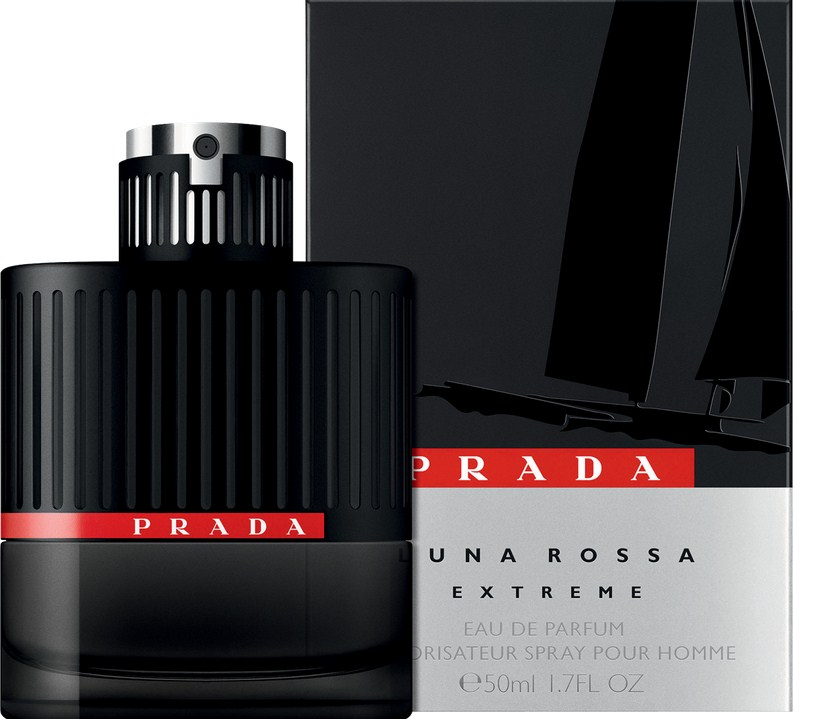 PRADA
PRADA
UNA ROSSA
EXTREME
EAU DE PARFUM
ORISATEUR SPRAY POUR HOMME
℮50ml 1.7FL OZ